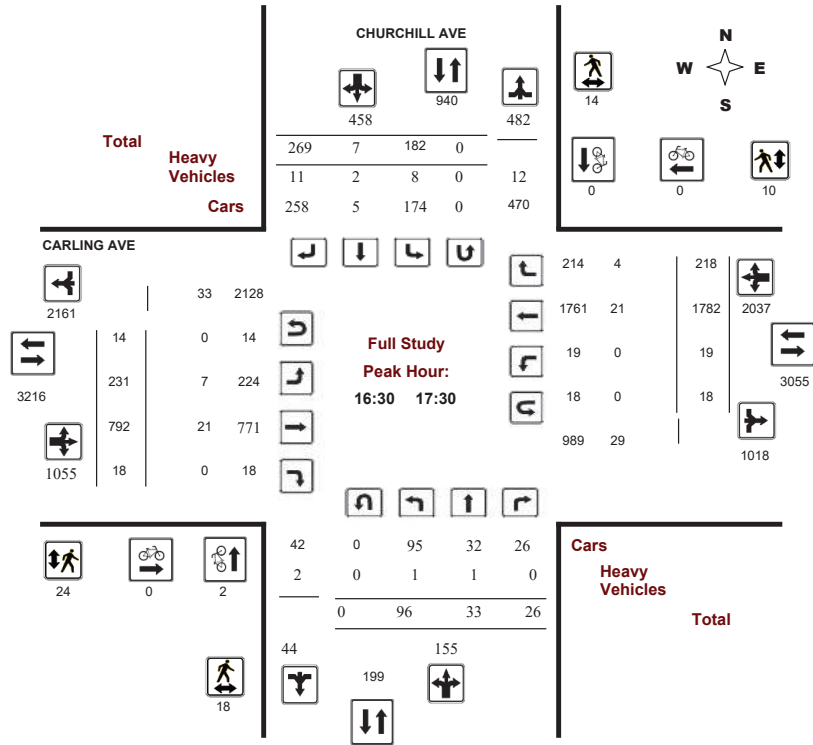 CHURCHILL AVE
N
W E
S
940
14
458 482
Total
269 7 182 0
Heavy
Vehicles
11 2 8 0 12
Cars
258 5 174 0 470
0 0 10
CARLING AVE
2161
33 2128
214 4 218
2037
1761 21 1782
14 0 14
3216
Full Study
Peak Hour:
16:30 17:30
19 0 19
3055
231 7 224
18 0 18
792 21 771
989 29
1018
1055
18 0 18
24 0 2
42 0 95 32 26
Cars
2 0 1 1 0
Heavy
Vehicles
0 96 33 26
Total
44 155
199
18